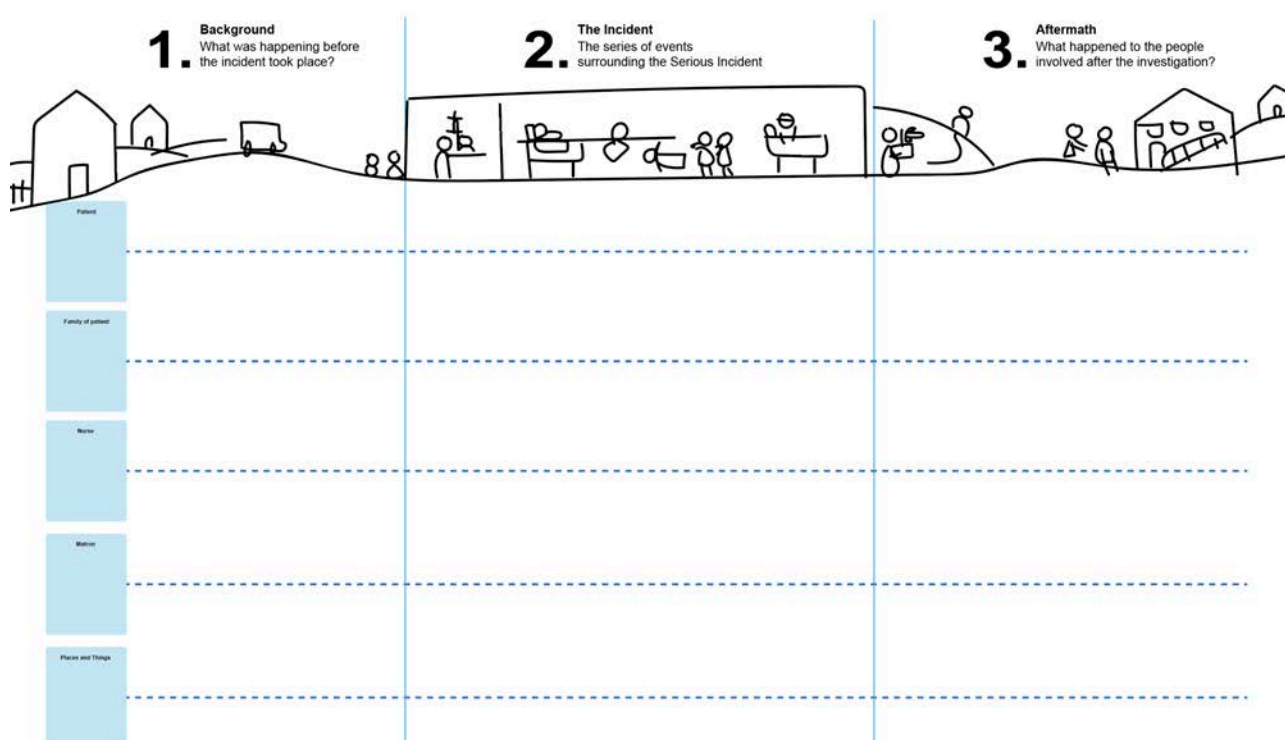 1. Background
What was happening before
the incident took place?
2. The Incident
The series of events
surrounding the Serious Incident
3. Aftermath
What happened to the people
involved after the investigation?
Patient
Family of patient
Nurse
Matron
Places and Things